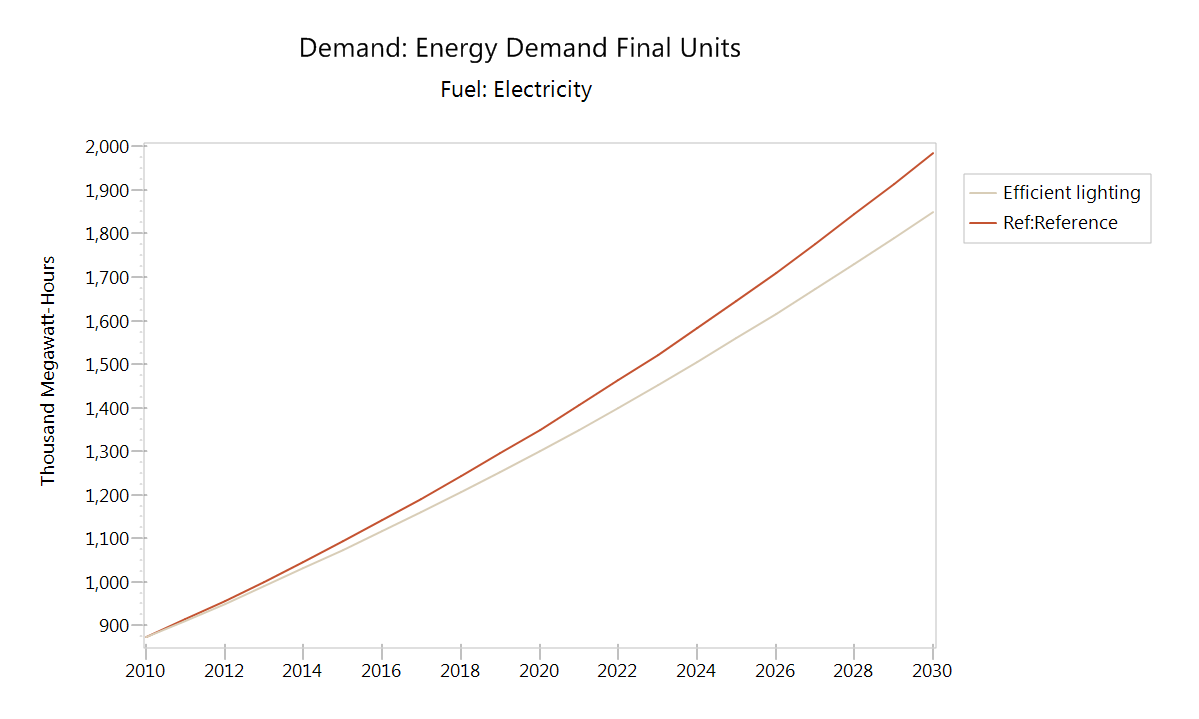 Demand: Energy Demand Final Units
Fuel: Electricity
Thousand Megawatt-Hours
2,000
1,900
1,800
1,700
1,600
1,500
1,400
1,300
1,200
1,100
1,000
900
2010 2012 2014 2016 2018 2020 2022 2024 2026 2028 2030
Efficient lighting
Ref:Reference